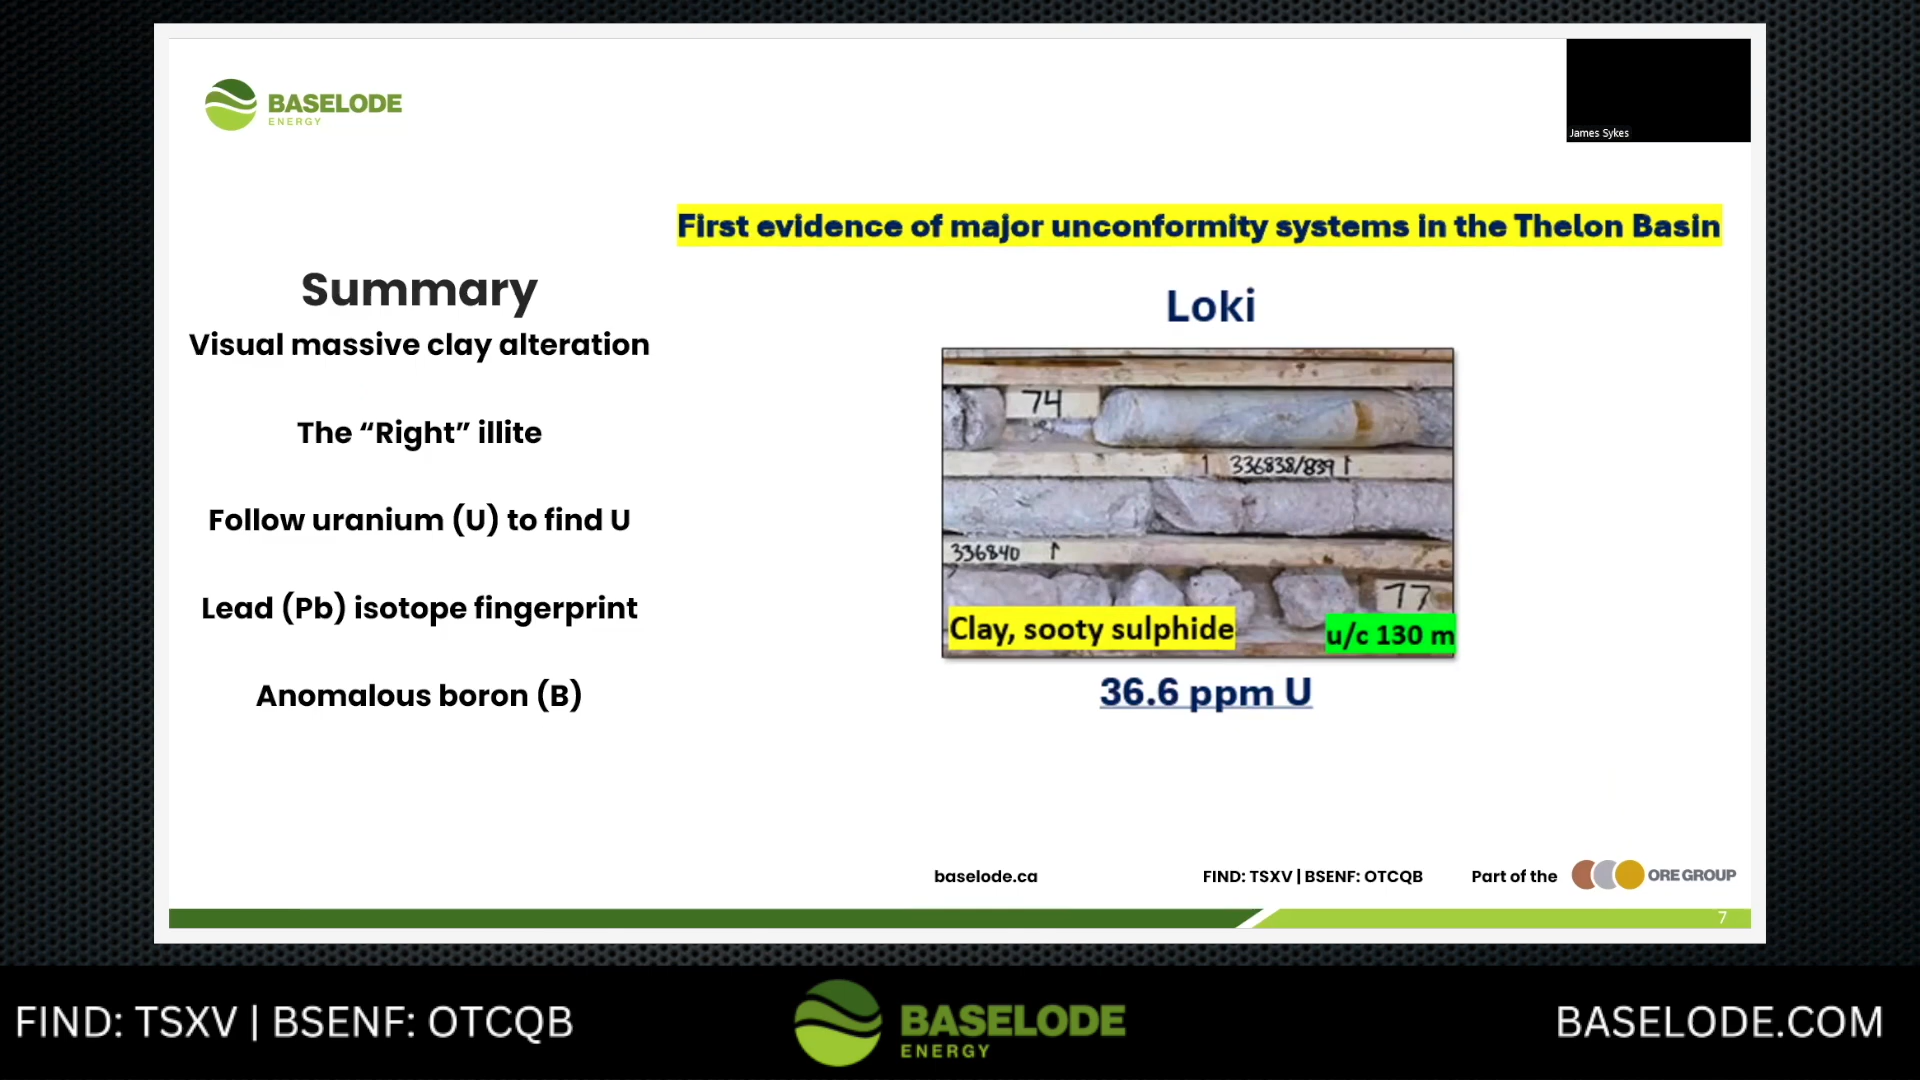 BASELODE
ENERGY
James Sykes
First evidence of major unconformity systems in the Thelon Basin
Summary
Visual massive clay alteration
The “Right” illite
Follow uranium (U) to find U
Lead (Pb) isotope fingerprint
Anomalous boron (B)
Loki
74
336838/839
336840
77
Clay, sooty sulphide
u/c 130 m
36.6 ppm U
baselode.ca
FIND: TSXV | BSENF: OTCQB
Part of the
ORE GROUP
7
FIND: TSXV | BSENF: OTCQB
BASELODE
ENERGY
BASELODE.COM